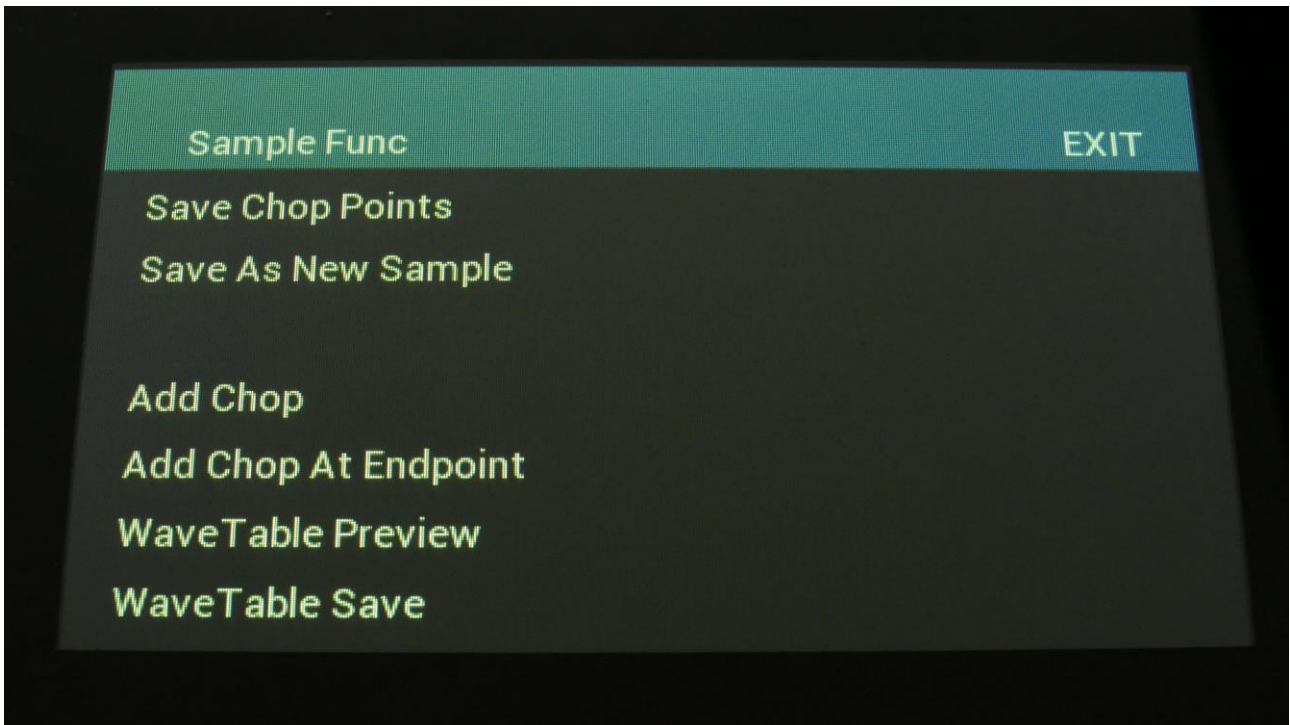 Sample Func EXIT
Save Chop Points
Save As New Sample
Add Chop
Add Chop At Endpoint
WaveTable Preview
WaveTable Save